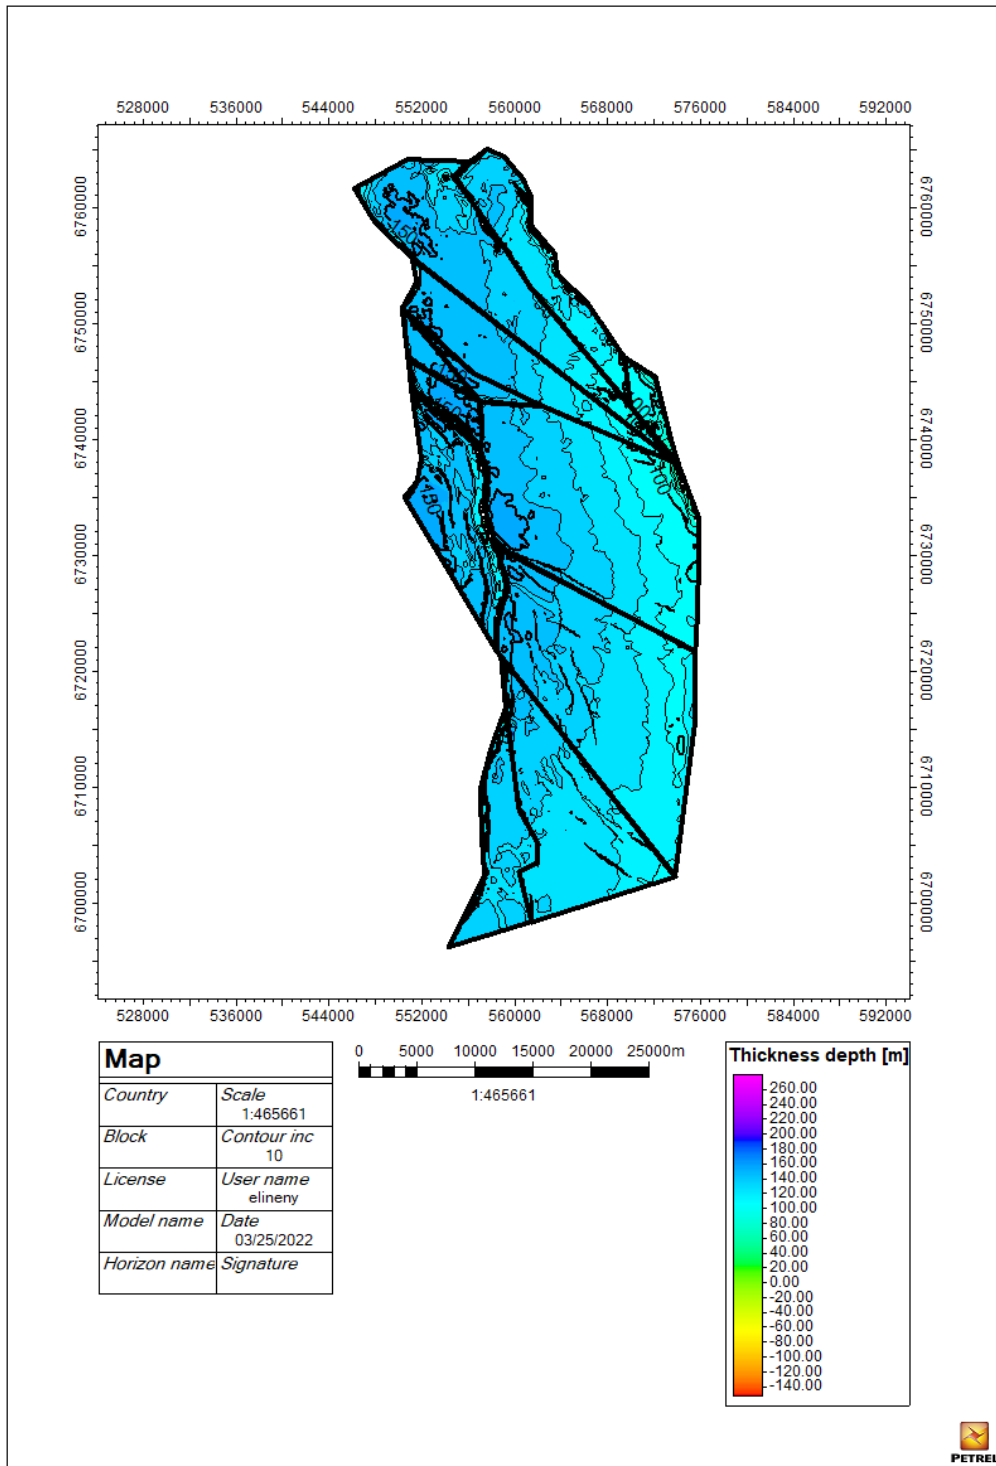 528000 536000 544000 552000 560000 568000 576000 584000 592000
6760000 6760000
6750000 6750000
6740000 6740000
6730000 6730000
6720000 6720000
6710000 6710000
6700000 6700000
150
150
100
528000 536000 544000 552000 560000 568000 576000 584000 592000
Map
Country
Scale
1:465661
Block
Contour inc
10
License
User name
elineny
Model name
Date
03/25/2022
Horizon name
Signature
0 5000 10000 15000 20000 25000m
1:465661
Thickness depth [m]
260.00
240.00
220.00
200.00
180.00
160.00
140.00
120.00
100.00
80.00
60.00
40.00
20.00
0.00
-20.00
-40.00
-60.00
-80.00
-100.00
-120.00
-140.00
PETREL